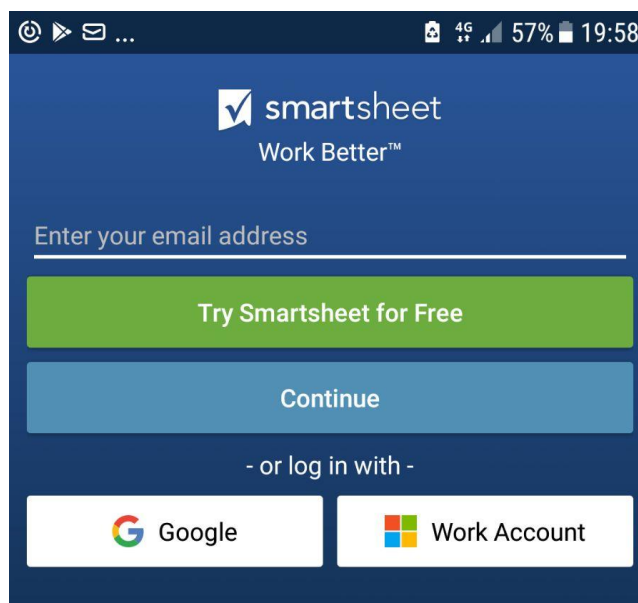 ... 4G 57% 19:58
smartsheet
Work Better™
Enter your email address
Try Smartsheet for Free
Continue
- or log in with -
Google Work Account